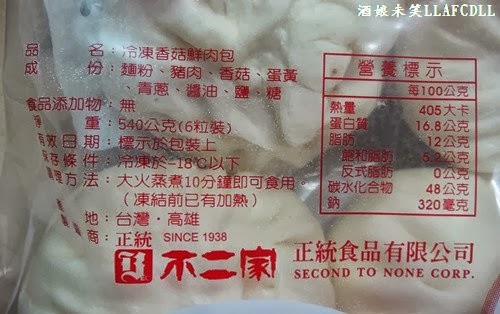 酒娘未笑LLAFCDLL
品名:冷凍香菇鮮肉包
成份:麵粉、豬肉、香菇、蛋黃、
青蔥、醬油、鹽、糖
食品添加物:無
淨重:540公克(6粒裝)
有效日期:標示於包裝上
保存條件:冷凍於-18℃以下
調理方法:大火蒸煮10分鐘即可食用。
(凍結前已有加熱)
產地:台灣·高雄
製造廠商:
正統 SINCE 1938
不二家
正統食品有限公司
SECOND TO NONE CORP.
營養標示
每100公克
熱量 405大卡
蛋白質 16.8公克
脂肪 12公克
飽和脂肪 5.2公克
反式脂肪 0公克
碳水化合物 48公克
鈉 320毫克